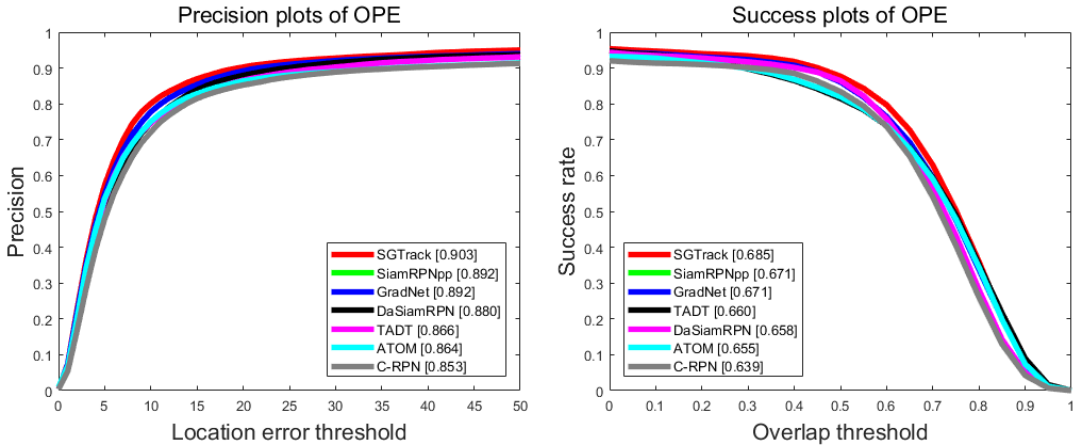 Precision plots of OPE
1
0.9
0.8
0.7
0.6
0.5
0.4
0.3
0.2
0.1
0
Precision
SGTrack [0.903]
SiamRPNpp [0.892]
GradNet [0.892]
DaSiamRPN [0.880]
TADT [0.866]
ATOM [0.864]
C-RPN [0.853]
0 5 10 15 20 25 30 35 40 45 50
Location error threshold
Success plots of OPE
1
0.9
0.8
0.7
0.6
0.5
0.4
0.3
0.2
0.1
0
Success rate
SGTrack [0.685]
SiamRPNpp [0.671]
GradNet [0.671]
TADT [0.660]
DaSiamRPN [0.658]
ATOM [0.655]
C-RPN [0.639]
0 0.1 0.2 0.3 0.4 0.5 0.6 0.7 0.8 0.9 1
Overlap threshold